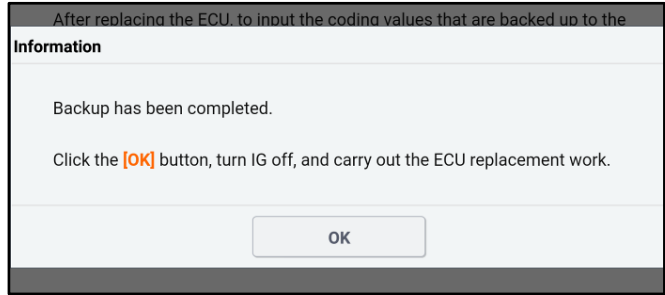 After replacing the ECU, to input the coding values that are backed up to the
Information
Backup has been completed.
Click the [OK] button, turn IG off, and carry out the ECU replacement work.
OK